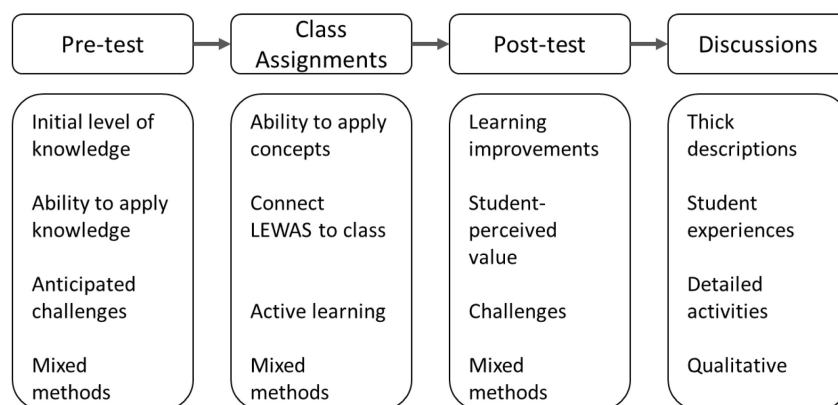 Pre-test
Class
Assignments
Post-test
Discussions
Initial level of
knowledge
Ability to apply
knowledge
Anticipated
challenges
Mixed
methods
Ability to apply
concepts
Connect
LEWAS to class
Active learning
Mixed
methods
Learning
improvements
Student-
perceived
value
Challenges
Mixed
methods
Thick
descriptions
Student
experiences
Detailed
activities
Qualitative